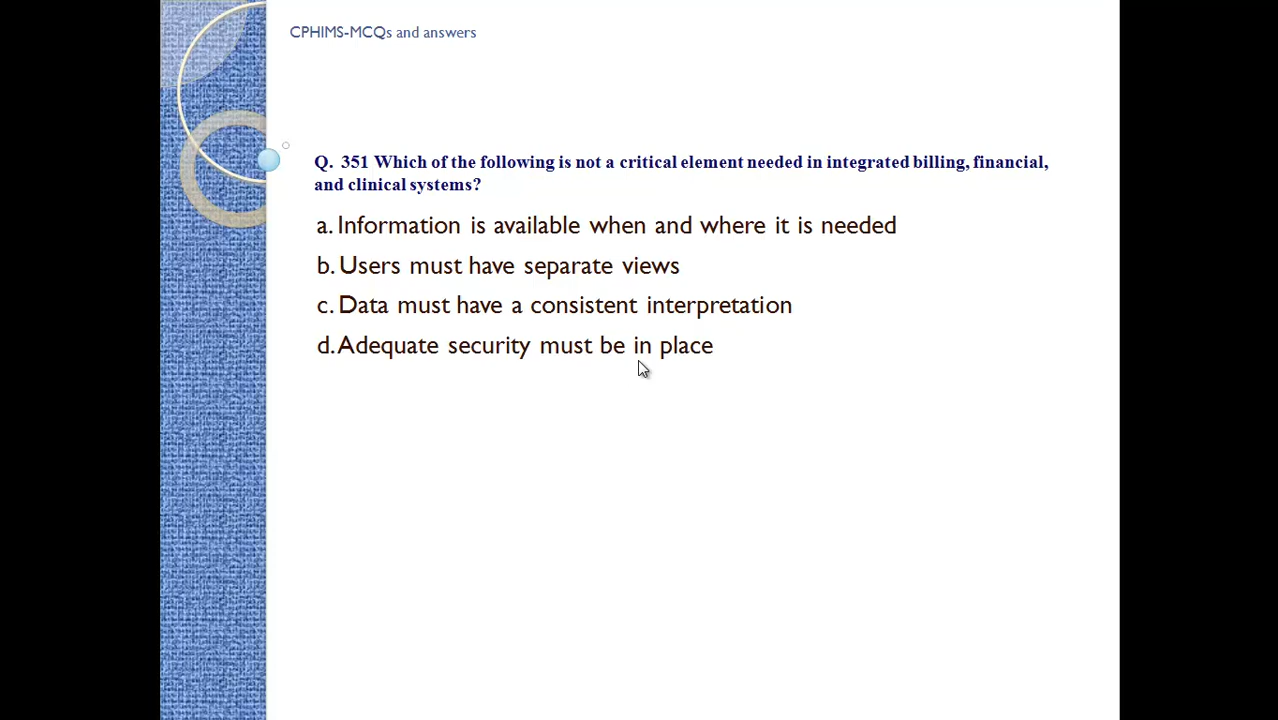 CPHIMS-MCQs and answers
Q. 351 Which of the following is not a critical element needed in integrated billing, financial,
and clinical systems?
a. Information is available when and where it is needed
b. Users must have separate views
c. Data must have a consistent interpretation
d. Adequate security must be in place